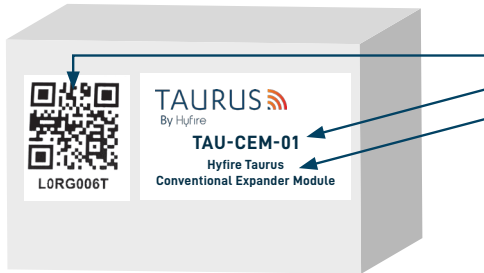 L0RG006T
TAURUS
By Hyfire
TAU-CEM-01
Hyfire Taurus
Conventional Expander Module